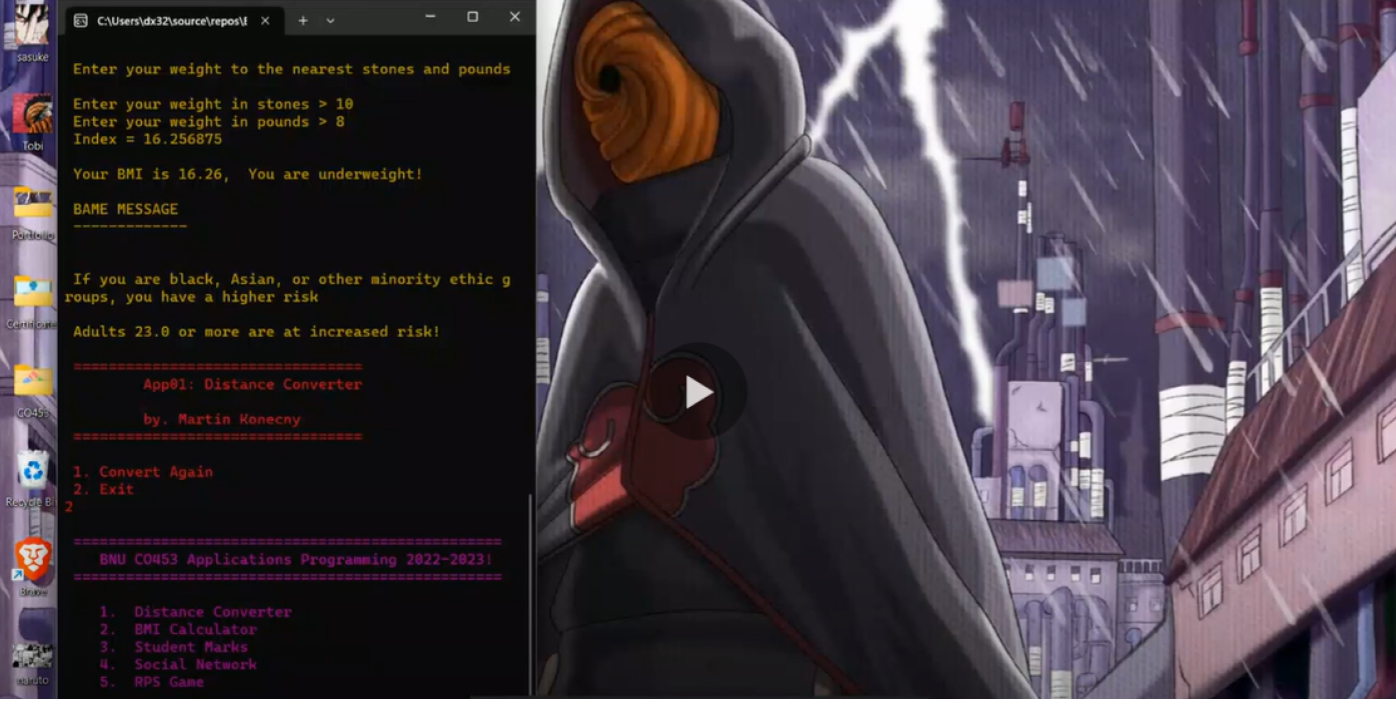 sasuke
Tobi
Portfolio
Certificate
CO453
Recycle Bi
Brave
naruto
C:\Users\dx32\source\repos\
Enter your weight to the nearest stones and pounds
Enter your weight in stones > 10
Enter your weight in pounds > 8
Index = 16.256875
Your BMI is 16.26,  You are underweight!
BAME MESSAGE
-------------
If you are black, Asian, or other minority ethic g
roups, you have a higher risk
Adults 23.0 or more are at increased risk!
=================================
App01: Distance Converter
by. Martin Konecny
=================================
1. Convert Again
2. Exit
2
=================================================
BNU CO453 Applications Programming 2022-2023!
=================================================
1.  Distance Converter
2.  BMI Calculator
3.  Student Marks
4.  Social Network
5.  RPS Game